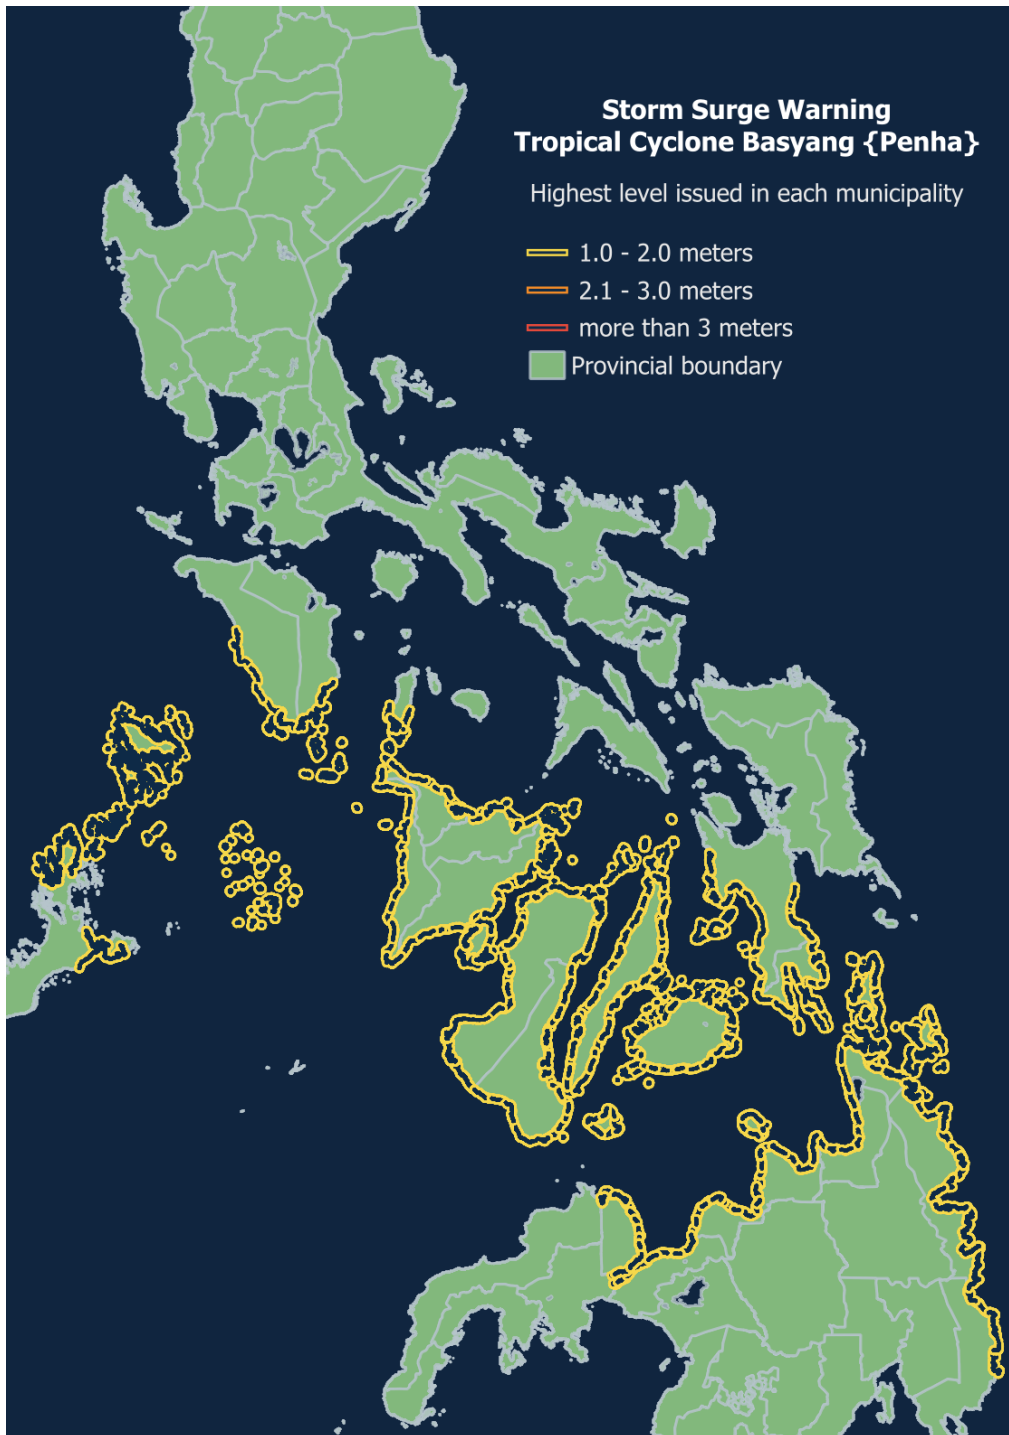 Storm Surge Warning
Tropical Cyclone Basyang {Penha}
Highest level issued in each municipality
1.0 - 2.0 meters
2.1 - 3.0 meters
more than 3 meters
Provincial boundary